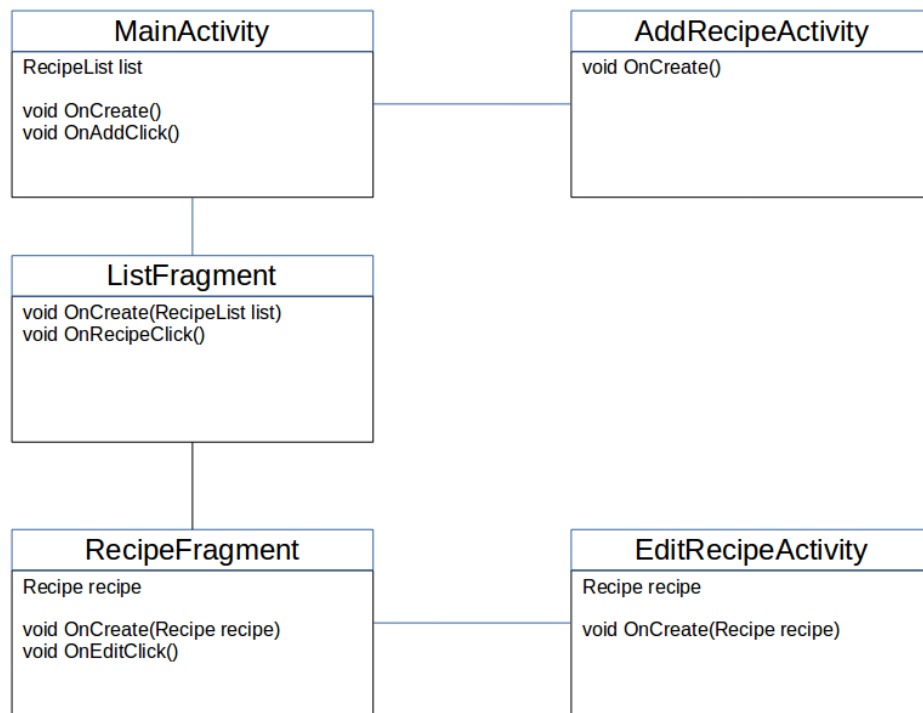 MainActivity
RecipeList list
void OnCreate()
void OnAddClick()
AddRecipeActivity
void OnCreate()
ListFragment
void OnCreate(RecipeList list)
void OnRecipeClick()
RecipeFragment
Recipe recipe
void OnCreate(Recipe recipe)
void OnEditClick()
EditRecipeActivity
Recipe recipe
void OnCreate(Recipe recipe)